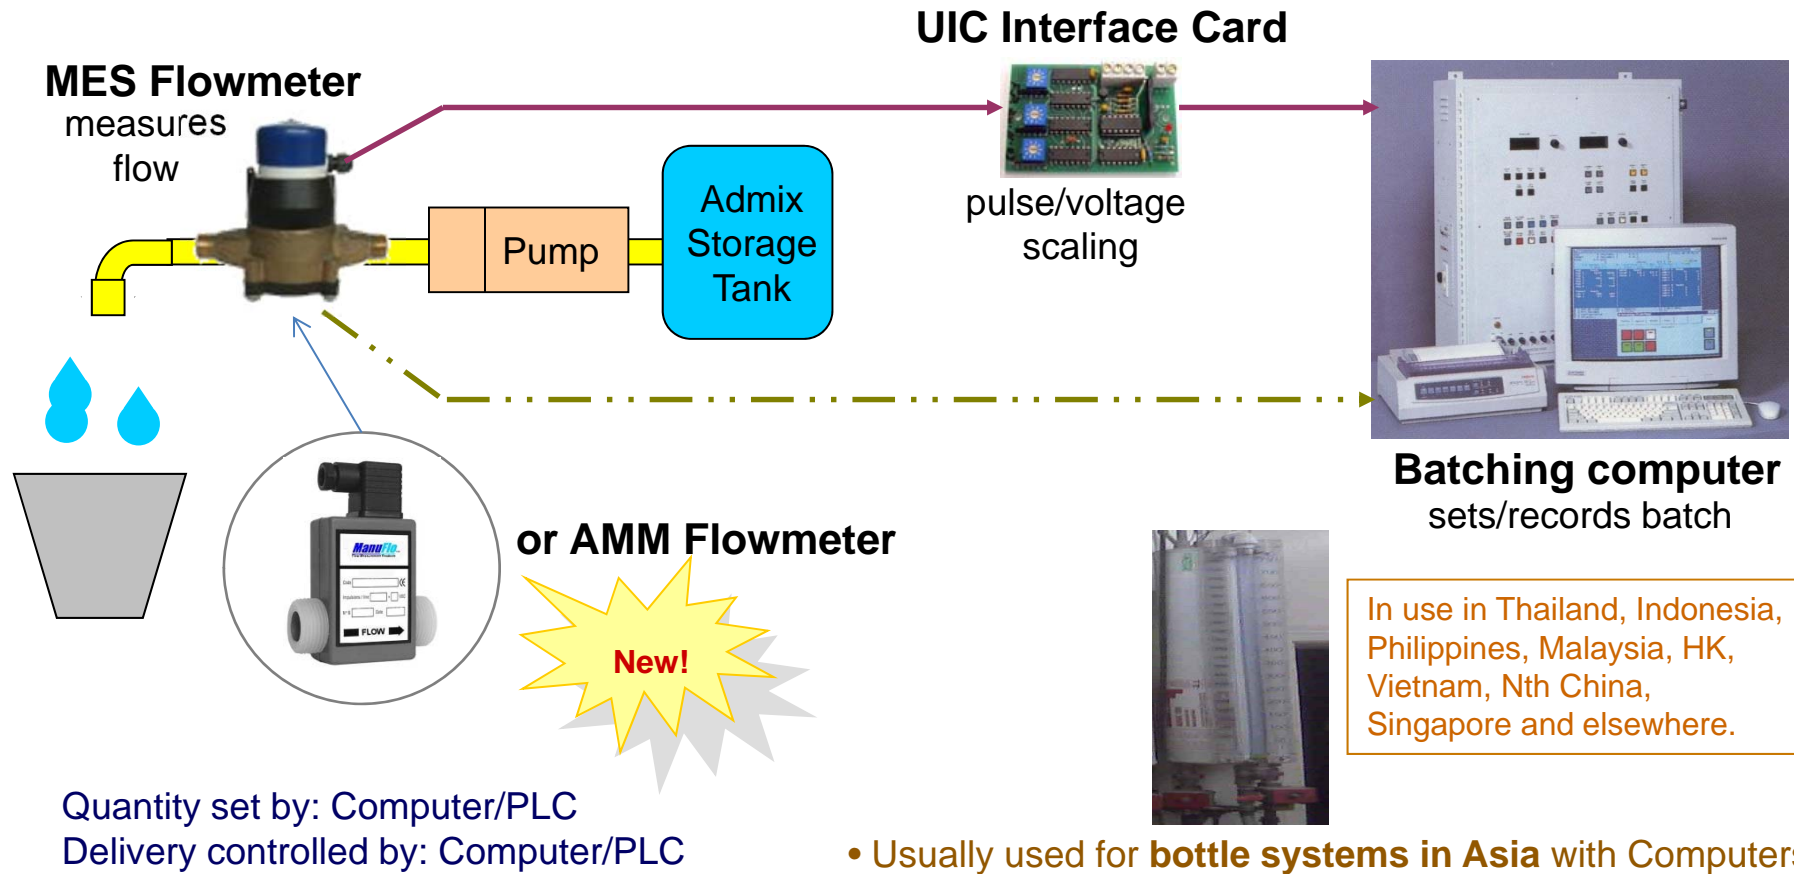 UIC Interface Card
MES Flowmeter
measures
flow
pulse/voltage
scaling
Pump
Admix
Storage
Tank
Batching computer
sets/records batch
or AMM Flowmeter
ManuFlo
FLOW
New!
In use in Thailand, Indonesia,
Philippines, Malaysia, HK,
Vietnam, Nth China,
Singapore and elsewhere.
Quantity set by: Computer/PLC
Delivery controlled by: Computer/PLC
• Usually used for bottle systems in Asia with Computers